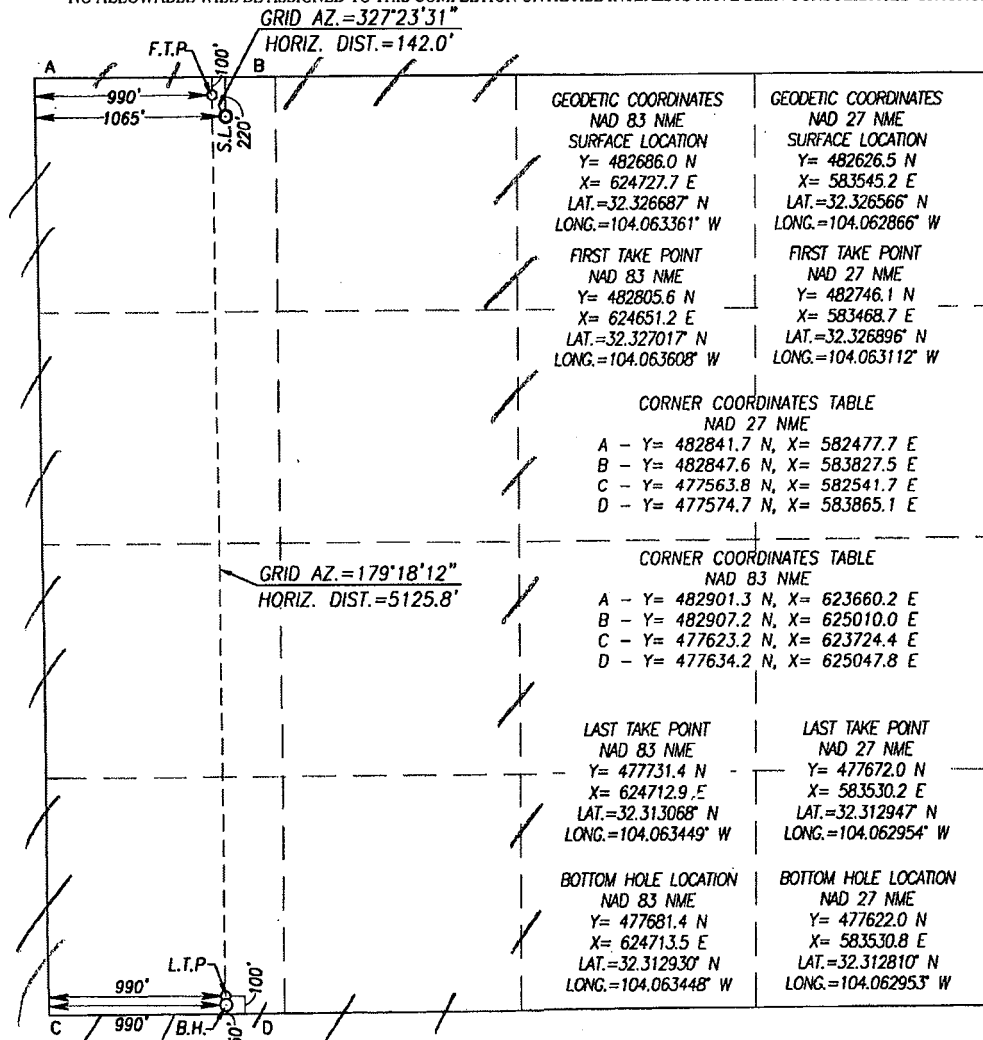 GRID AZ.=327°23'31"
HORIZ. DIST.=142.0'
F.T.P.
100'
A
B
990'
1065'
S.L.
220'
GEODETIC COORDINATES
NAD 83 NME
SURFACE LOCATION
Y= 482686.0 N
X= 624727.7 E
LAT.=32.326687° N
LONG.=104.063361° W
FIRST TAKE POINT
NAD 83 NME
Y= 482805.6 N
X= 624651.2 E
LAT.=32.327017° N
LONG.=104.063608° W
GEODETIC COORDINATES
NAD 27 NME
SURFACE LOCATION
Y= 482626.5 N
X= 583545.2 E
LAT.=32.326566° N
LONG.=104.062866° W
FIRST TAKE POINT
NAD 27 NME
Y= 482746.1 N
X= 583468.7 E
LAT.=32.326896° N
LONG.=104.063112° W
CORNER COORDINATES TABLE
NAD 27 NME
A - Y= 482841.7 N, X= 582477.7 E
B - Y= 482847.6 N, X= 583827.5 E
C - Y= 477563.8 N, X= 582541.7 E
D - Y= 477574.7 N, X= 583865.1 E
GRID AZ.=179°18'12"
HORIZ. DIST.=5125.8'
CORNER COORDINATES TABLE
NAD 83 NME
A - Y= 482901.3 N, X= 623660.2 E
B - Y= 482907.2 N, X= 625010.0 E
C - Y= 477623.2 N, X= 623724.4 E
D - Y= 477634.2 N, X= 625047.8 E
LAST TAKE POINT
NAD 83 NME
Y= 477731.4 N
X= 624712.9 E
LAT.=32.313068° N
LONG.=104.063449° W
BOTTOM HOLE LOCATION
NAD 83 NME
Y= 477681.4 N
X= 624713.5 E
LAT.=32.312930° N
LONG.=104.063448° W
LAST TAKE POINT
NAD 27 NME
Y= 477672.0 N
X= 583530.2 E
LAT.=32.312947° N
LONG.=104.062954° W
BOTTOM HOLE LOCATION
NAD 27 NME
Y= 477622.0 N
X= 583530.8 E
LAT.=32.312810° N
LONG.=104.062953° W
L.T.P.
990'
100'
C
990'
B.H.
D